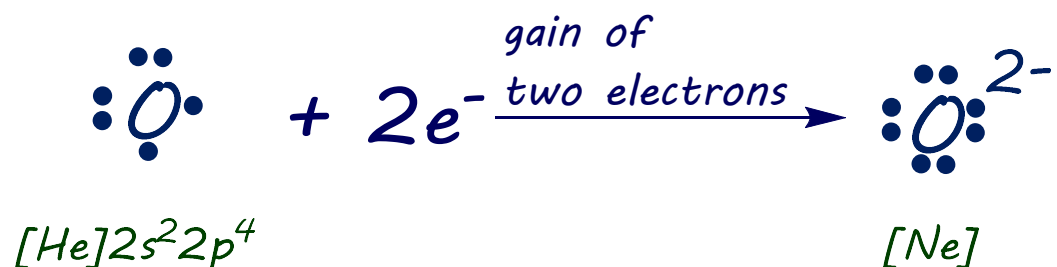 gain of
two electrons
O + 2e⁻ O²⁻
[He]2s²2p⁴ [Ne]